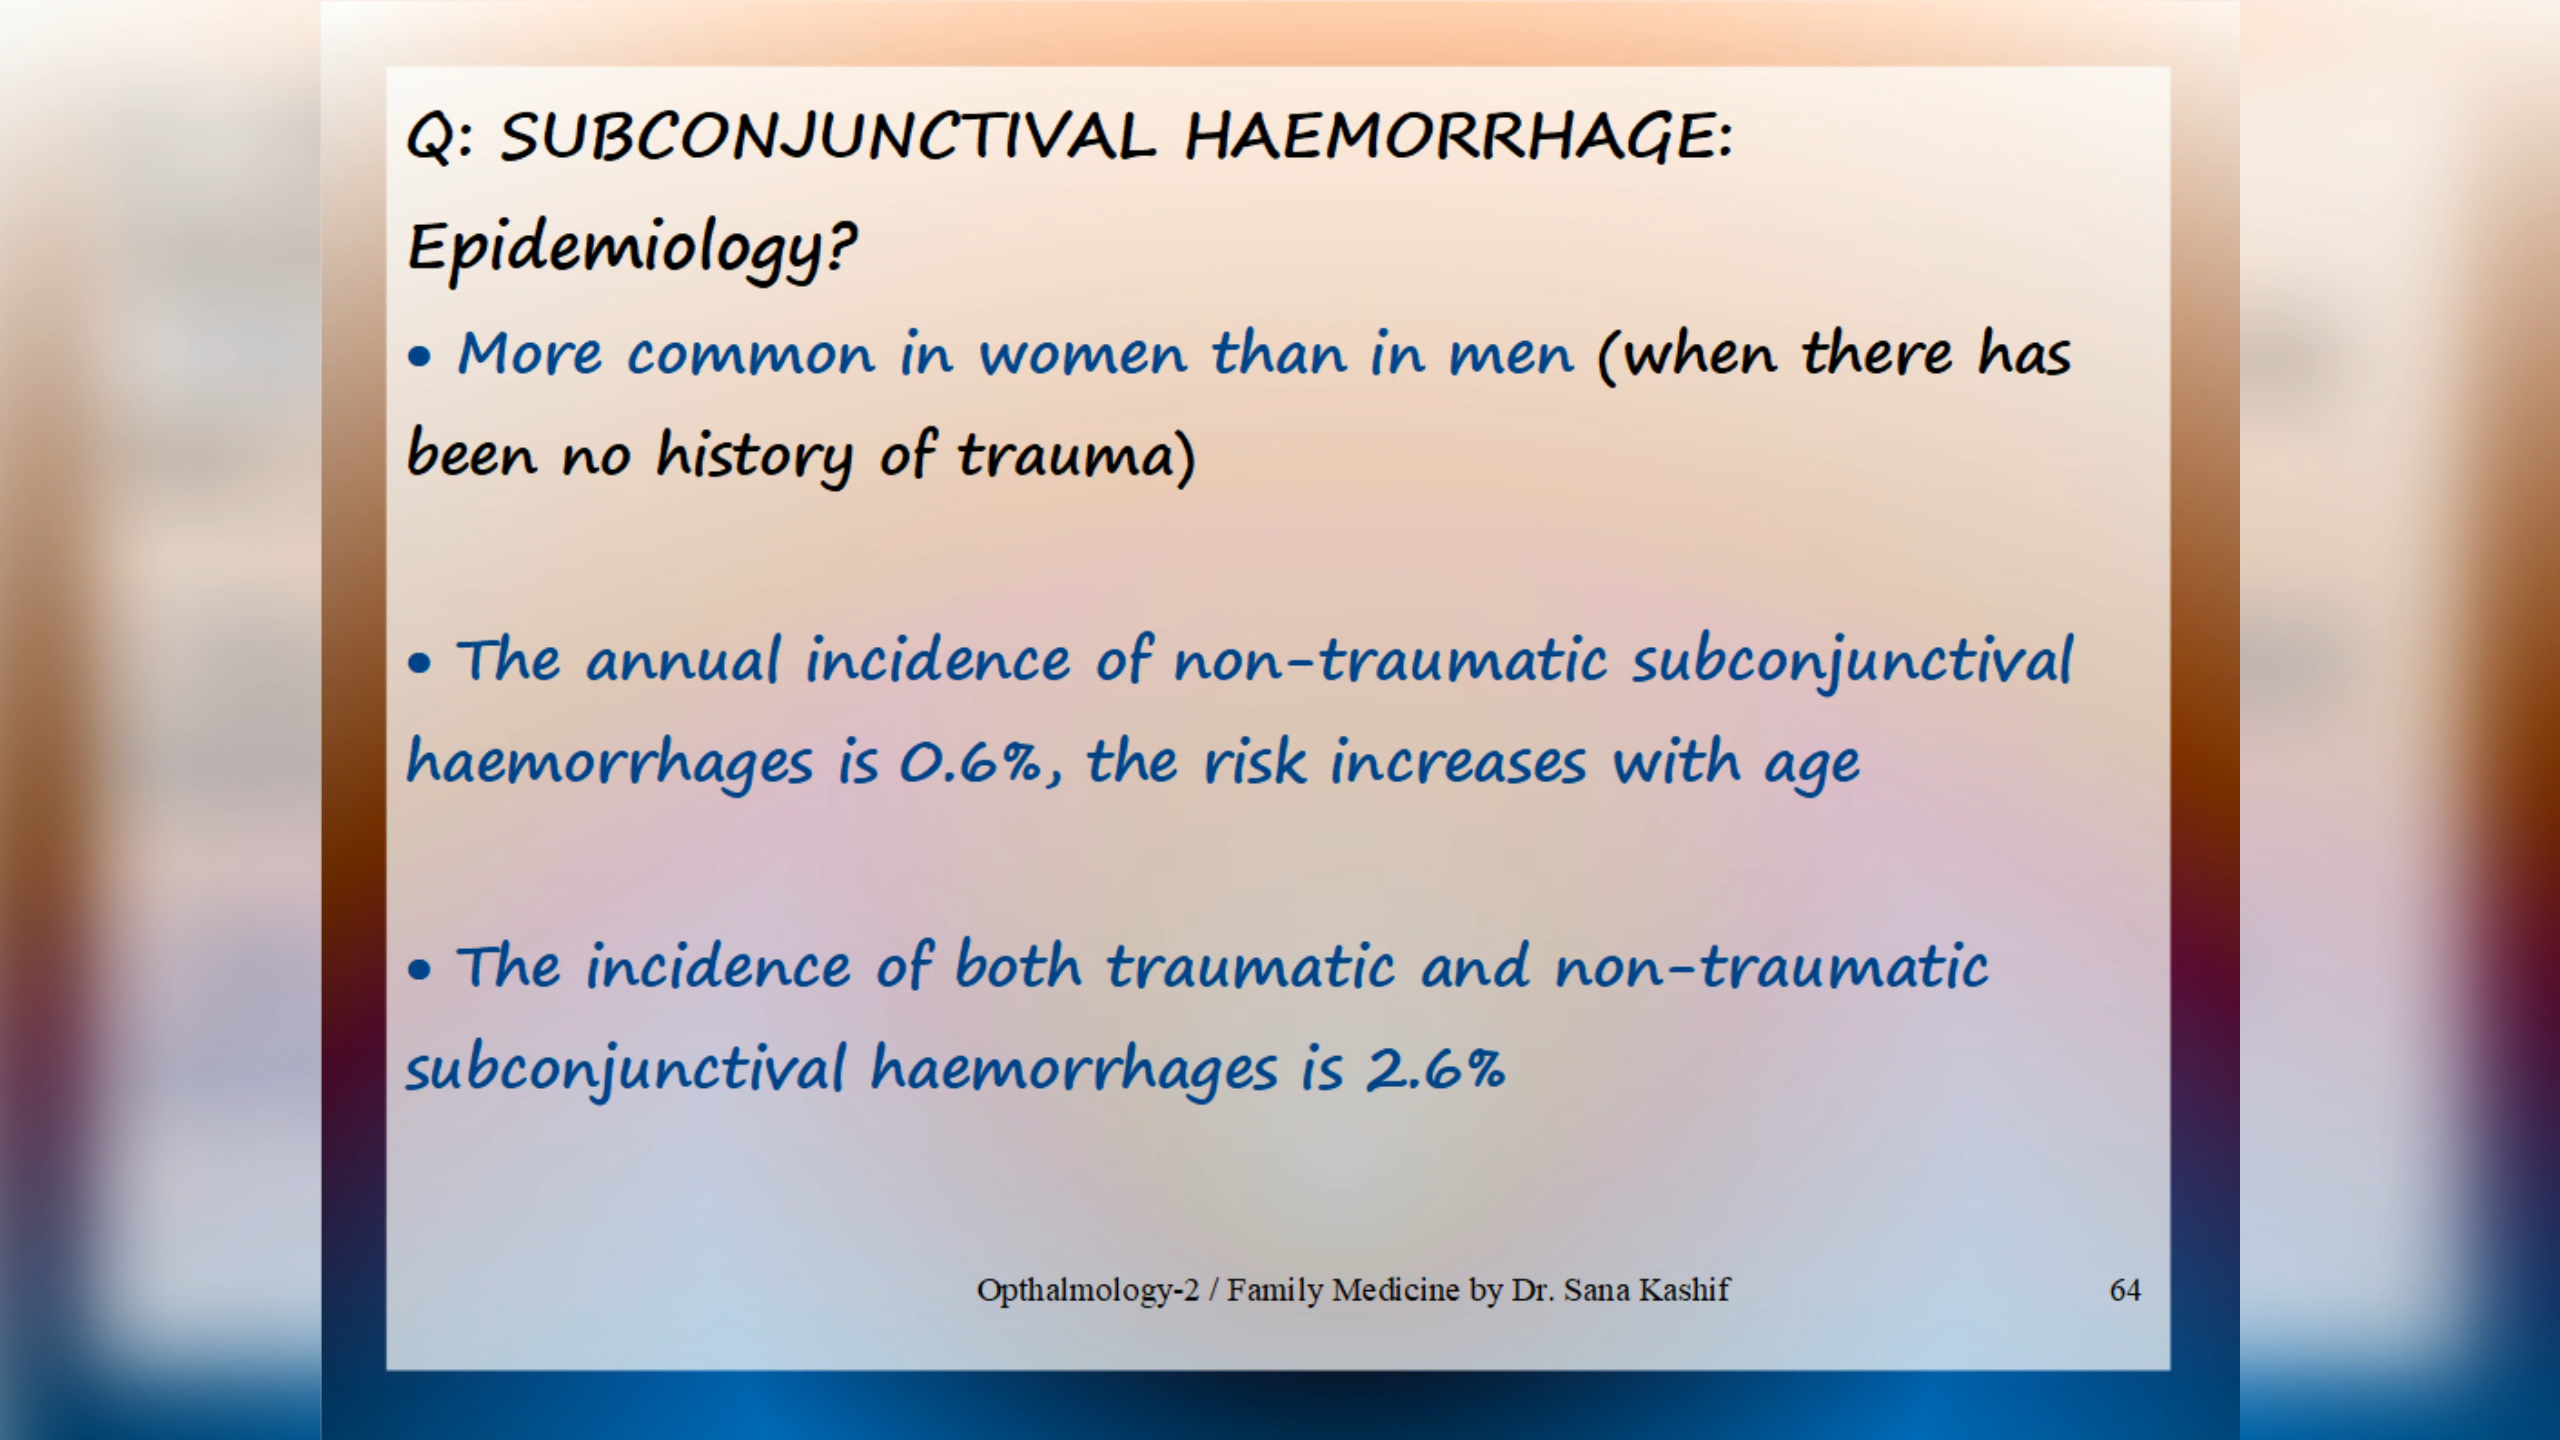 Q: SUBCONJUNCTIVAL HAEMORRHAGE:
Epidemiology?
• More common in women than in men (when there has
been no history of trauma)
• The annual incidence of non-traumatic subconjunctival
haemorrhages is 0.6%, the risk increases with age
• The incidence of both traumatic and non-traumatic
subconjunctival haemorrhages is 2.6%
Opthalmology-2 / Family Medicine by Dr. Sana Kashif 64